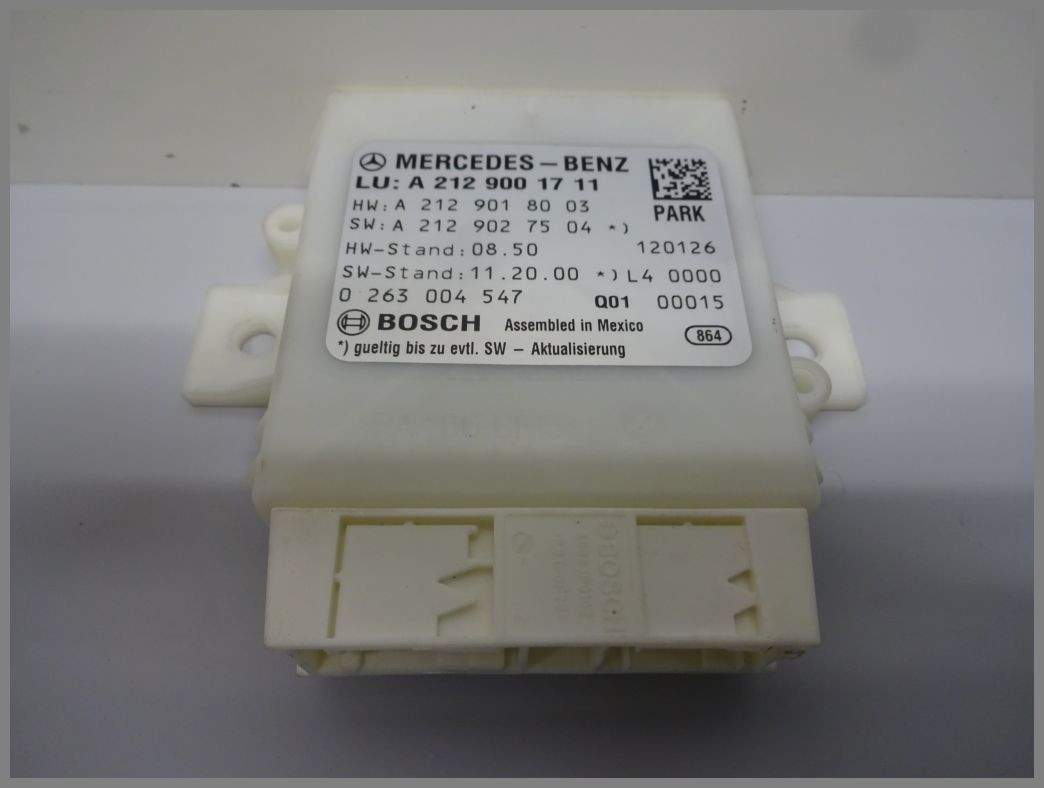 MERCEDES-BENZ
LU: A 212 900 17 11
HW: A 212 901 80 03
PARK
SW: A 212 902 75 04 *)
HW-Stand: 08.50 120126
SW-Stand: 11.20.00 *) L4 0000
0 263 004 547 Q01 00015
BOSCH Assembled in Mexico
864
*) gueltig bis zu evtl. SW - Aktualisierung
BOSCH